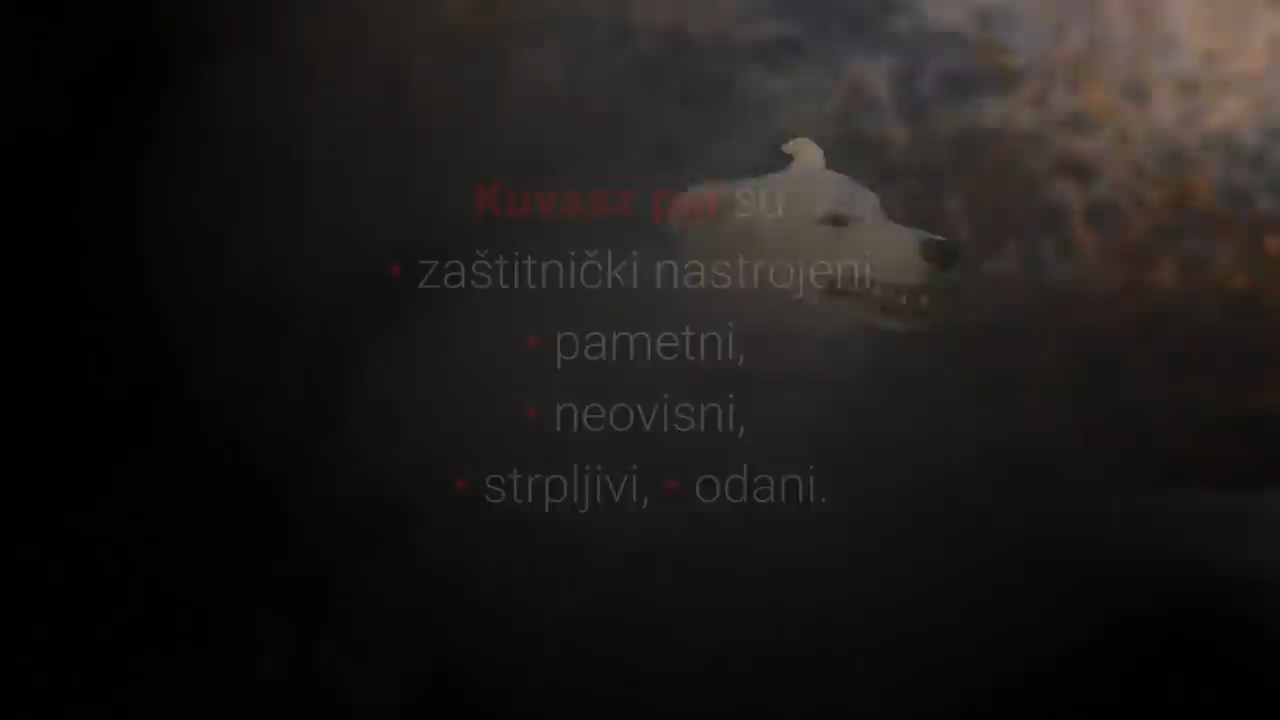 Kuvasz psi su
• zaštitnički nastrojeni,
• pametni,
• neovisni,
• strpljivi, • odani.